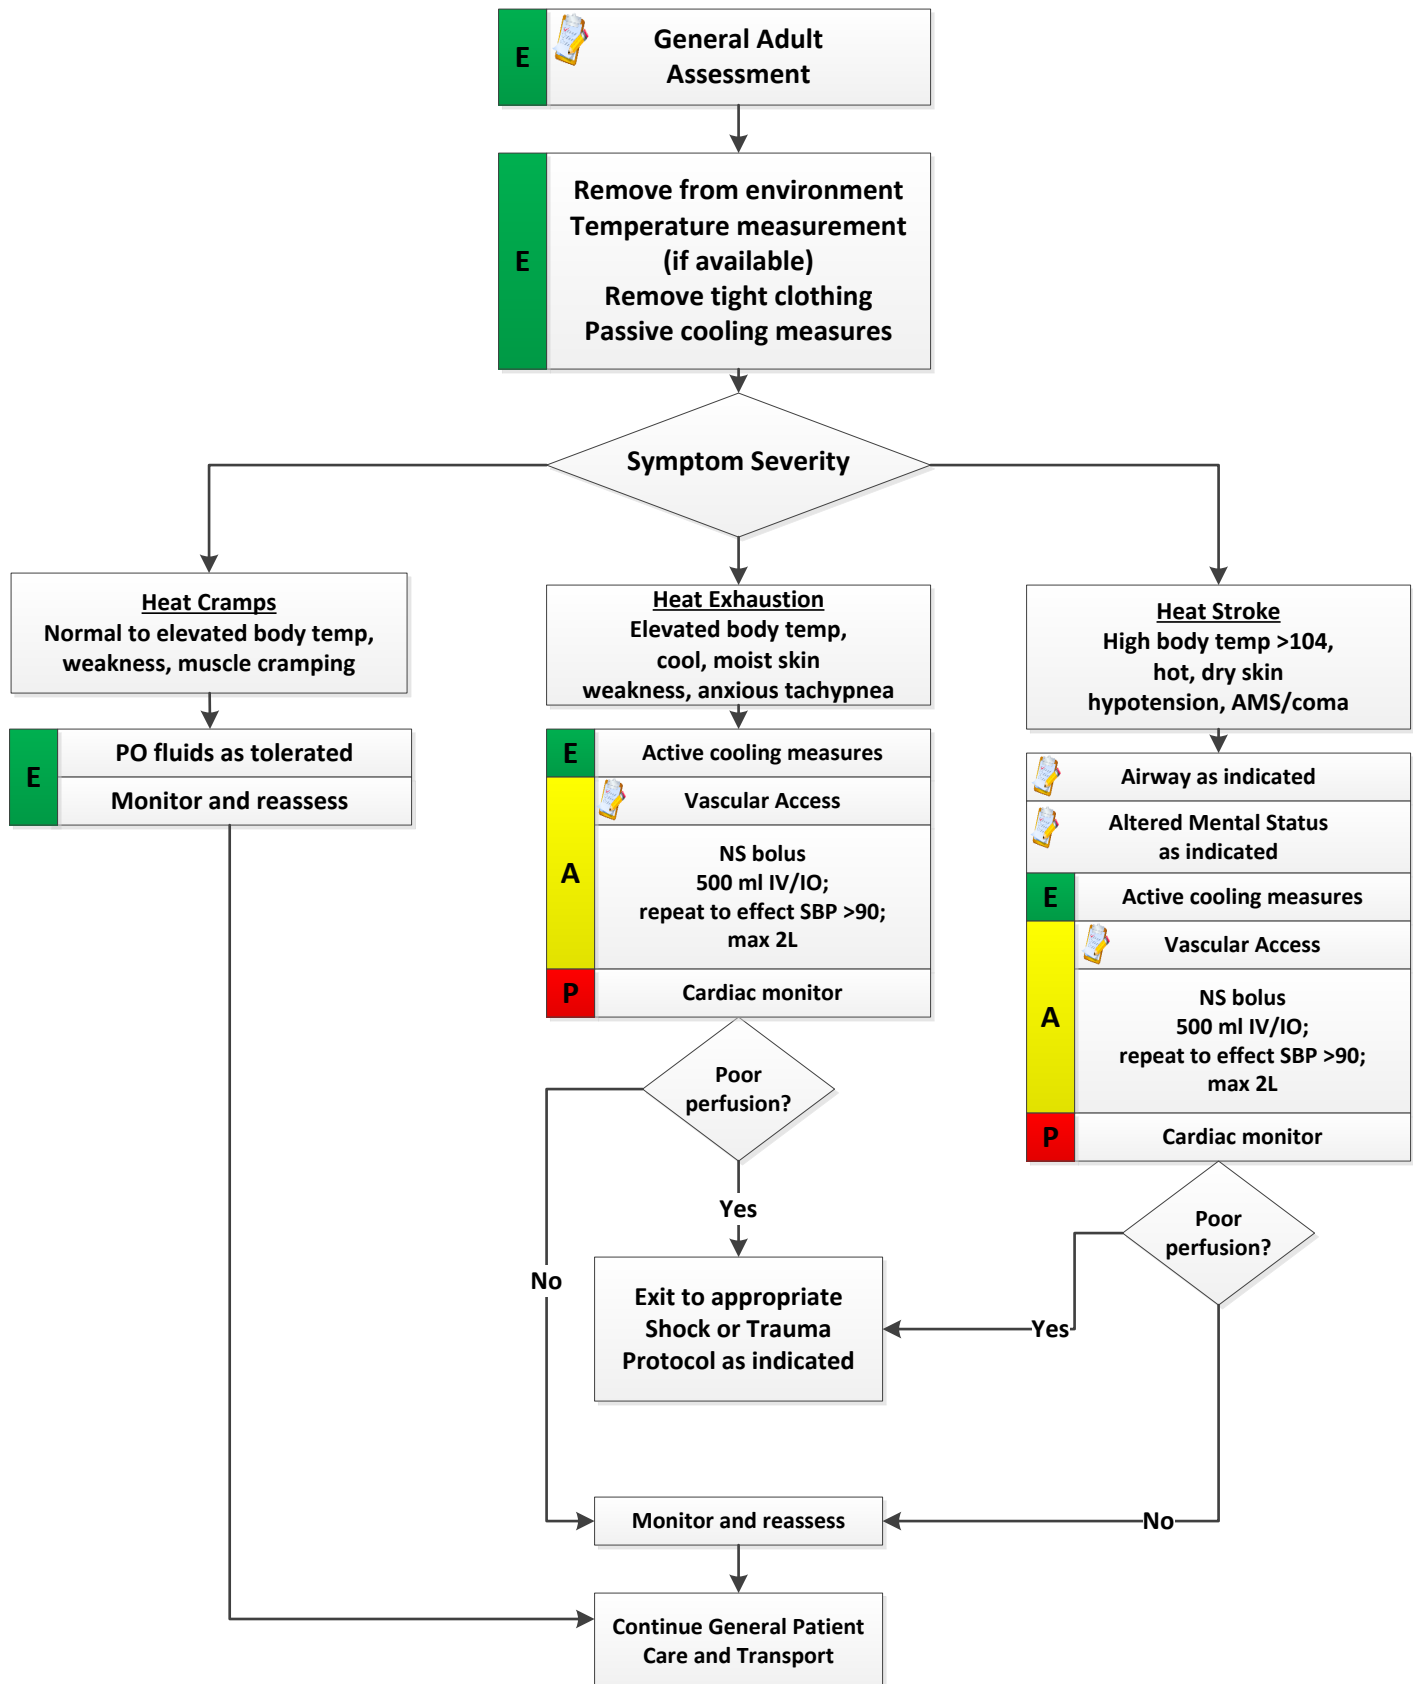 E
General Adult
Assessment
E
Remove from environment
Temperature measurement
(if available)
Remove tight clothing
Passive cooling measures
Symptom Severity
Heat Cramps
Normal to elevated body temp,
weakness, muscle cramping
E
PO fluids as tolerated
Monitor and reassess
Heat Exhaustion
Elevated body temp,
cool, moist skin
weakness, anxious tachypnea
E
Active cooling measures
A
Vascular Access
NS bolus
500 ml IV/IO;
repeat to effect SBP >90;
max 2L
P
Cardiac monitor
Poor
perfusion?
Yes
No
Heat Stroke
High body temp >104,
hot, dry skin
hypotension, AMS/coma
Airway as indicated
Altered Mental Status
as indicated
E
Active cooling measures
A
Vascular Access
NS bolus
500 ml IV/IO;
repeat to effect SBP >90;
max 2L
P
Cardiac monitor
Poor
perfusion?
Yes
No
Exit to appropriate
Shock or Trauma
Protocol as indicated
Monitor and reassess
Continue General Patient
Care and Transport